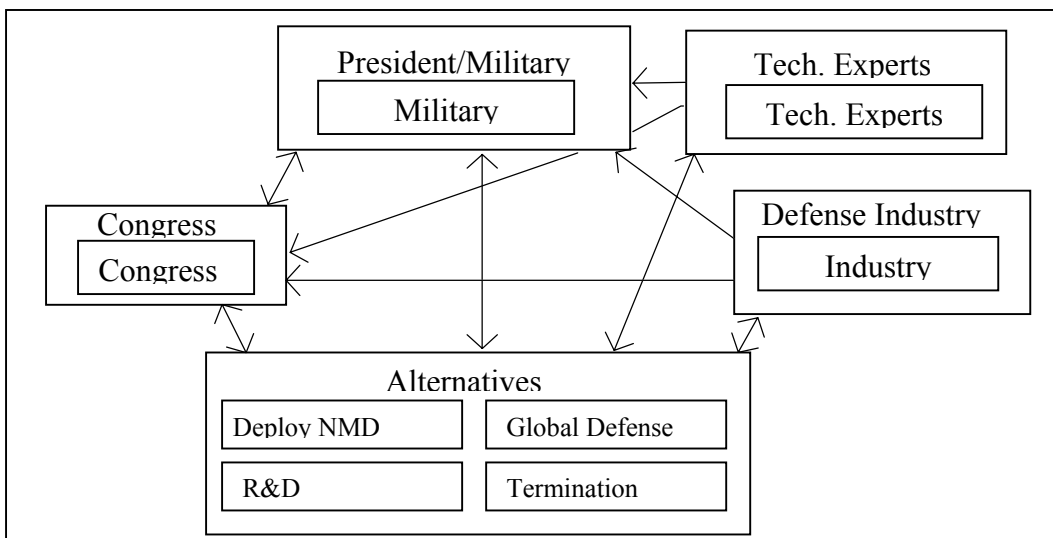 President/Military
Military
Tech. Experts
Tech. Experts
Congress
Congress
Defense Industry
Industry
Alternatives
Deploy NMD
Global Defense
R&D
Termination